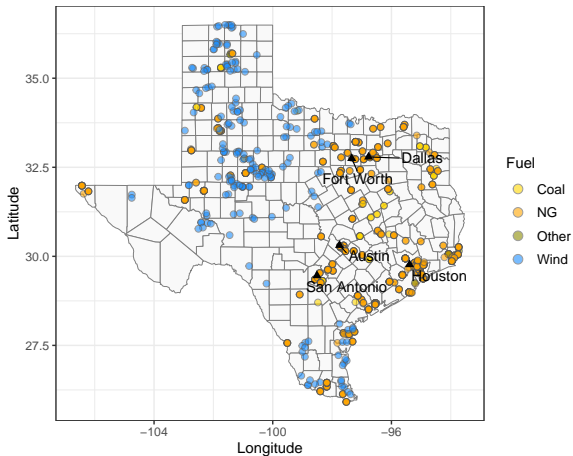 35.0
32.5
30.0
27.5
Latitude
−104
−100
−96
Longitude
Dallas
Fort Worth
Austin
Houston
San Antonio
Fuel
Coal
NG
Other
Wind